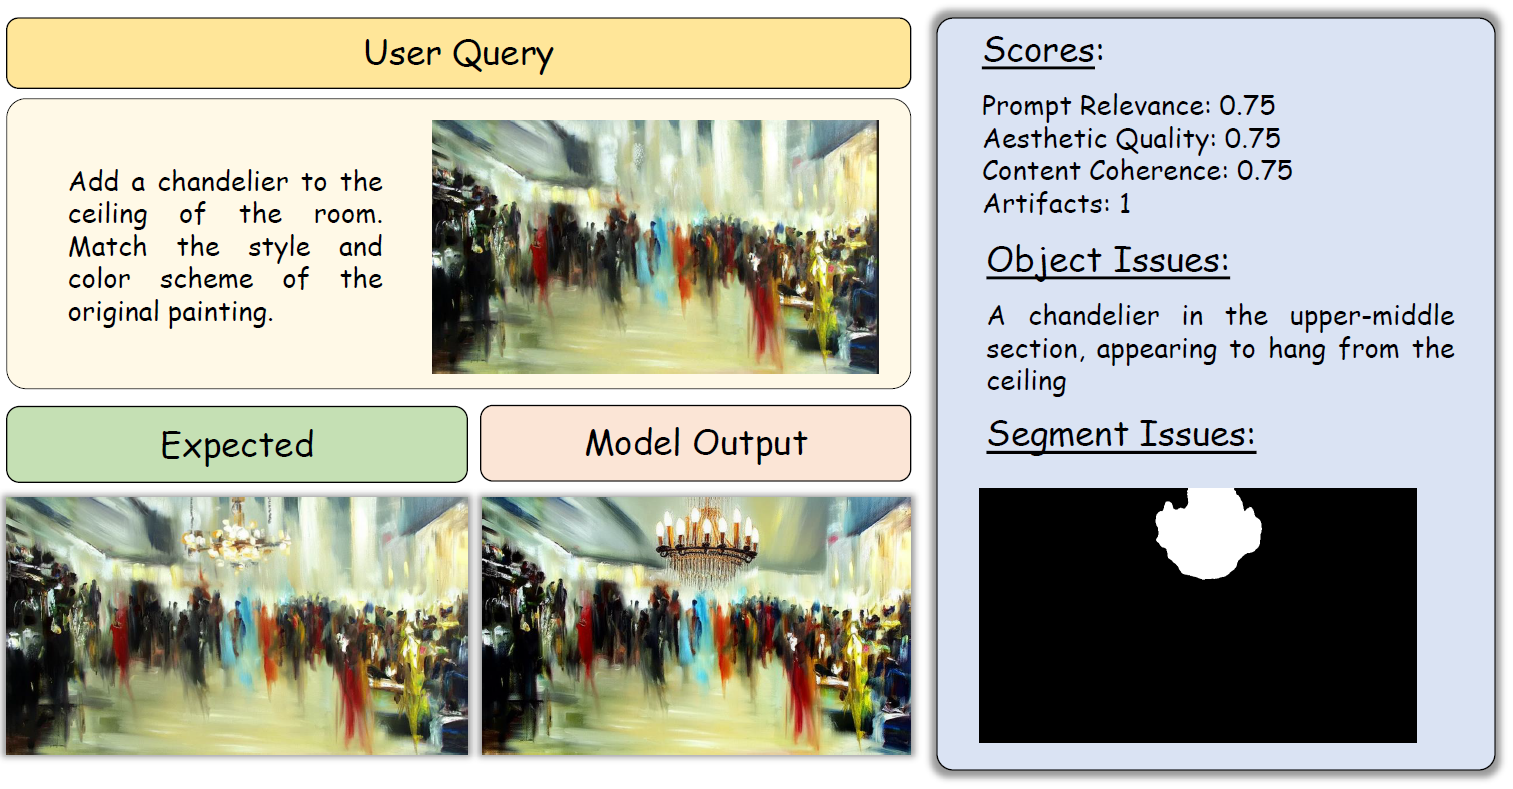 User Query
Add a chandelier to the
ceiling of the room.
Match the style and
color scheme of the
original painting.
Expected
Model Output
Scores:
Prompt Relevance: 0.75
Aesthetic Quality: 0.75
Content Coherence: 0.75
Artifacts: 1
Object Issues:
A chandelier in the upper-middle
section, appearing to hang from the
ceiling
Segment Issues: